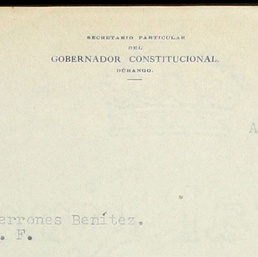 SECRETARIO PARTICULAR
DEL
GOBERNADOR CONSTITUCIONAL.
DURANGO.
A
errones Benítez.
. F.